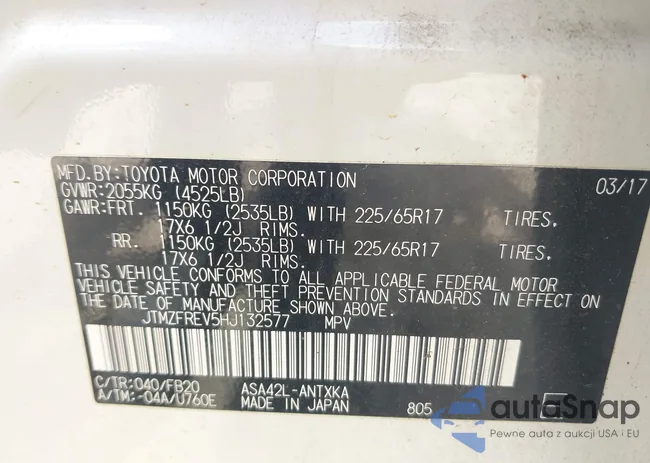 MFD.BY:TOYOTA MOTOR CORPORATION 03/17
GVWR:2055KG (4525LB)
GAWR:FRT. 1150KG (2535LB) WITH 225/65R17 TIRES,
17X6 1/2J RIMS.
RR. 1150KG (2535LB) WITH 225/65R17 TIRES,
17X6 1/2J RIMS.
THIS VEHICLE CONFORMS TO ALL APPLICABLE FEDERAL MOTOR
VEHICLE SAFETY AND THEFT PREVENTION STANDARDS IN EFFECT ON
THE DATE OF MANUFACTURE SHOWN ABOVE.
JTMZFREV5HJ132577 MPV
C/TR:040/FB20 ASA42L-ANTXKA
A/TM:-04A/U760E MADE IN JAPAN 805
autoSnap
Pewne auta z aukcji USA i EU